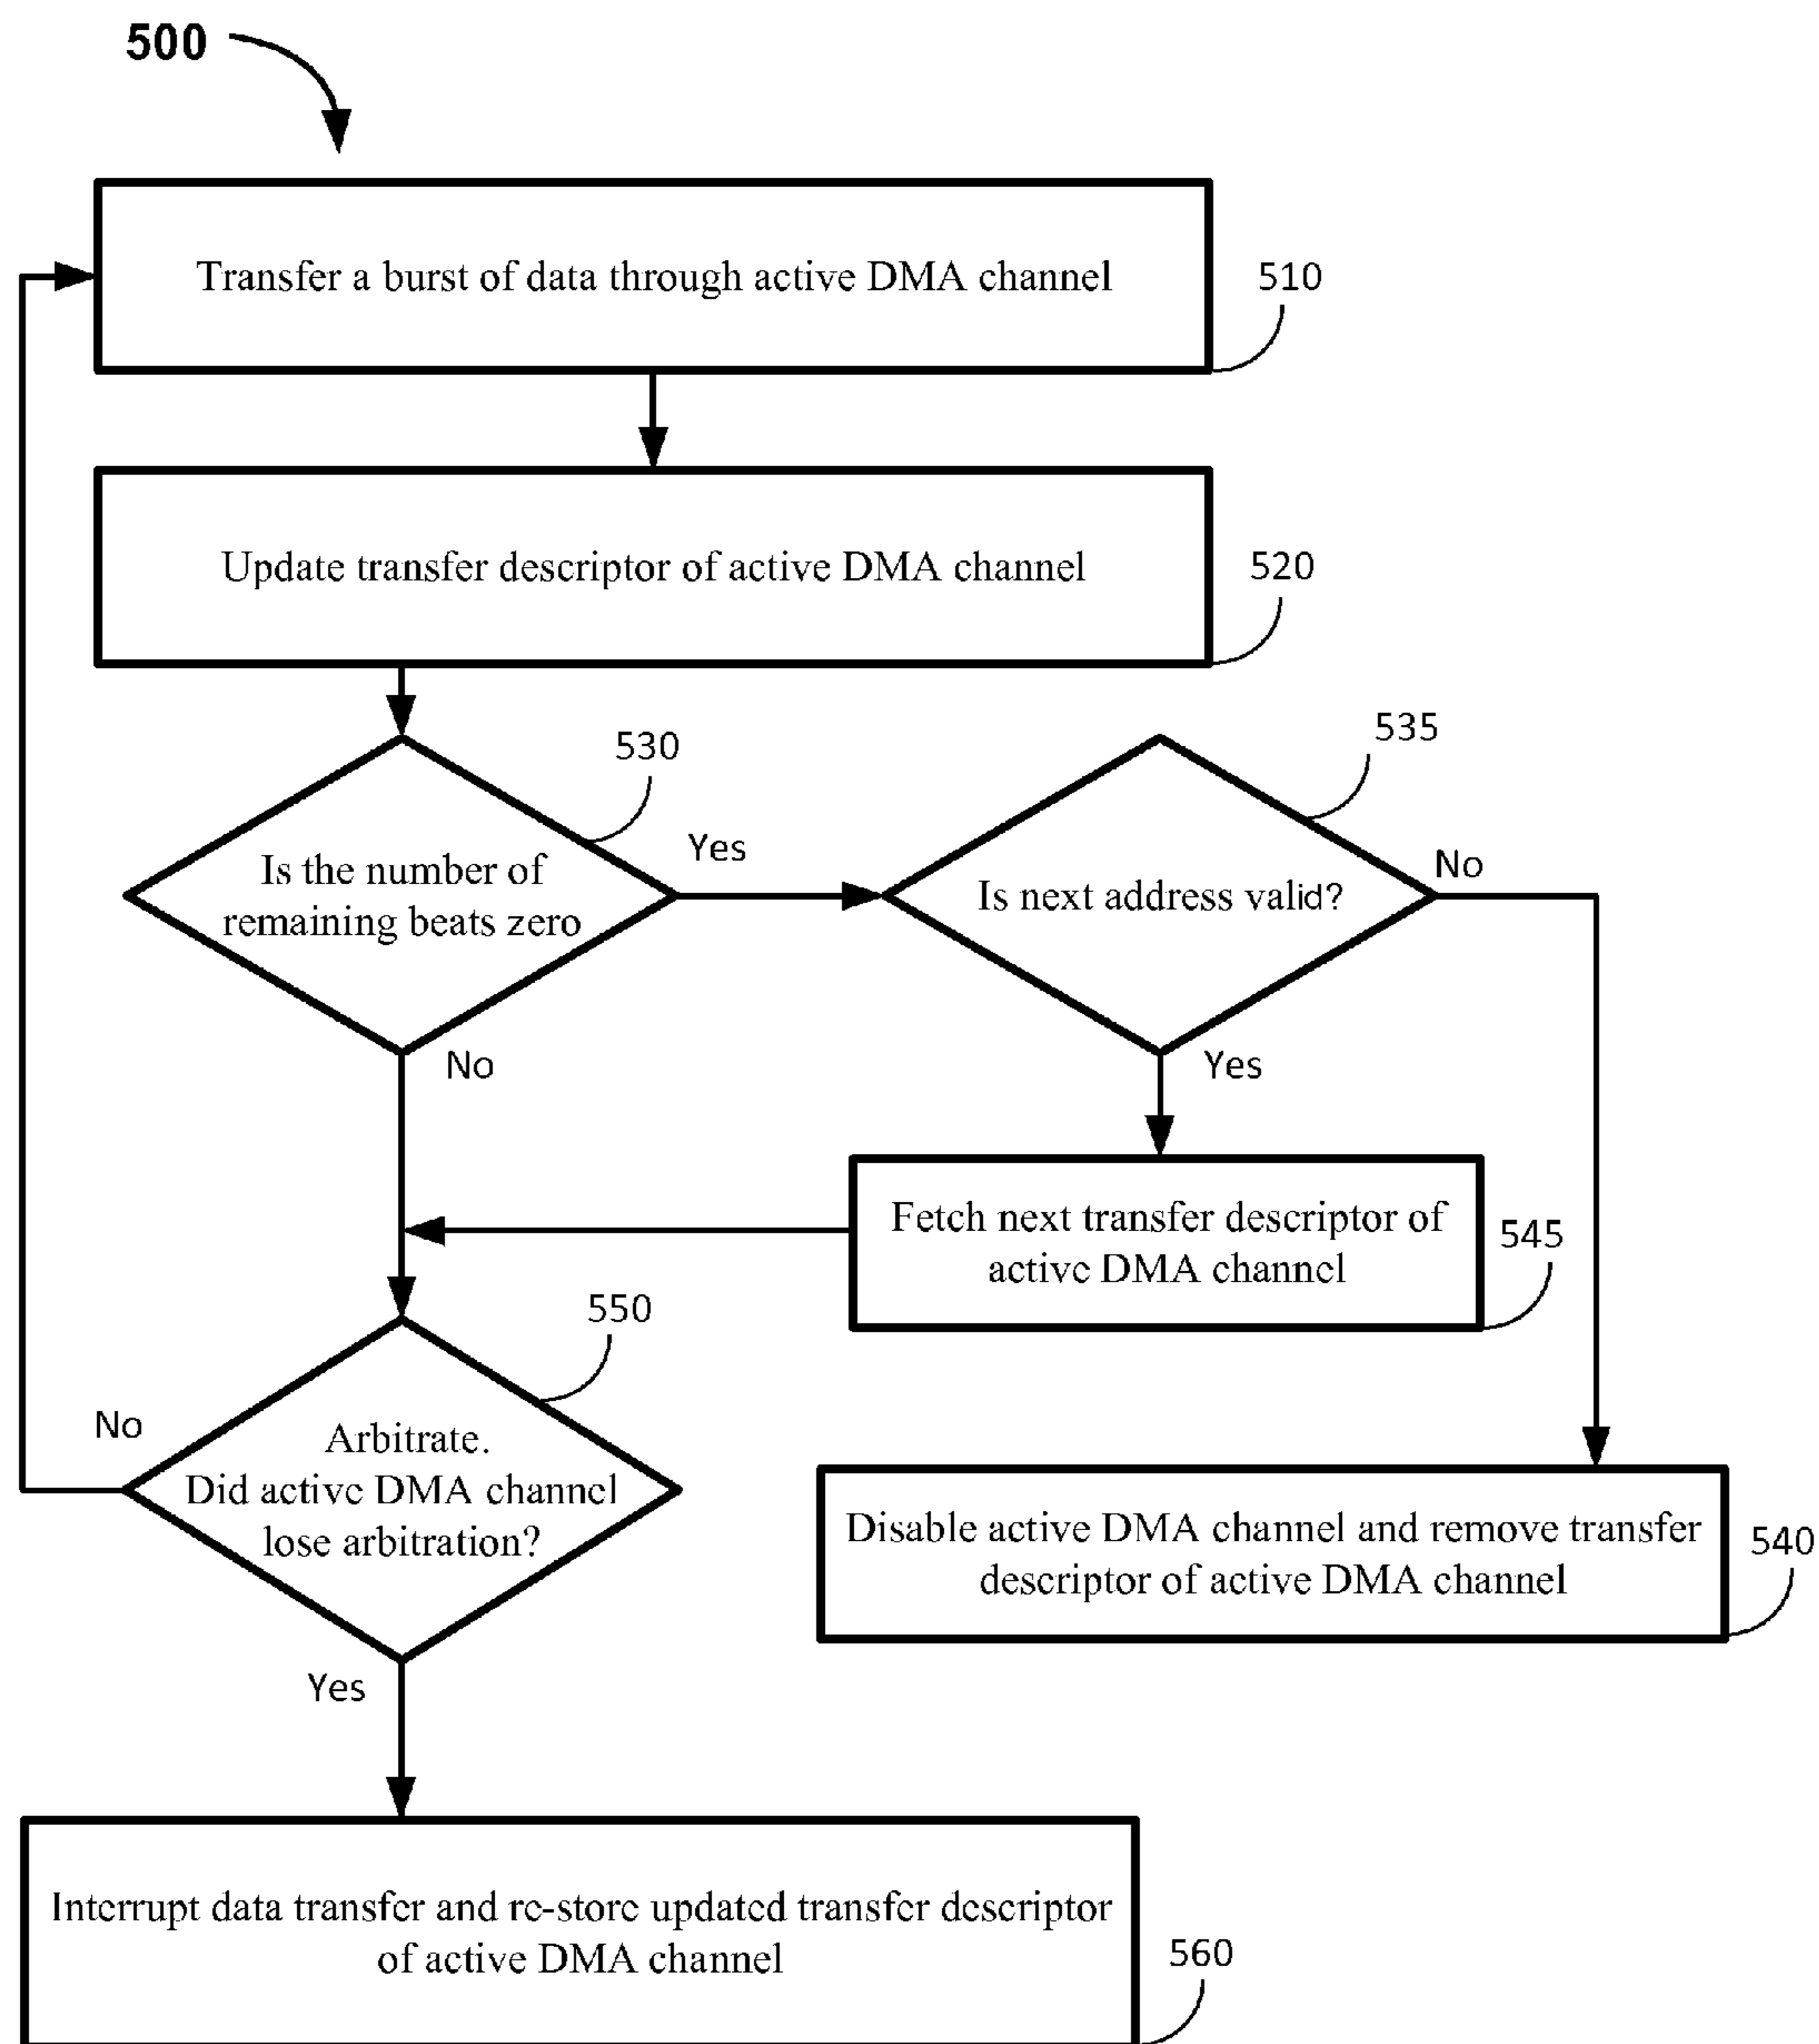 500
Transfer a burst of data through active DMA channel
510
Update transfer descriptor of active DMA channel
520
530
535
Is the number of
remaining beats zero
Yes
Is next address valid?
No
No
Yes
Fetch next transfer descriptor of
active DMA channel
545
550
No
Arbitrate.
Did active DMA channel
lose arbitration?
Disable active DMA channel and remove transfer
descriptor of active DMA channel
540
Yes
Interrupt data transfer and re-store updated transfer descriptor
of active DMA channel
560